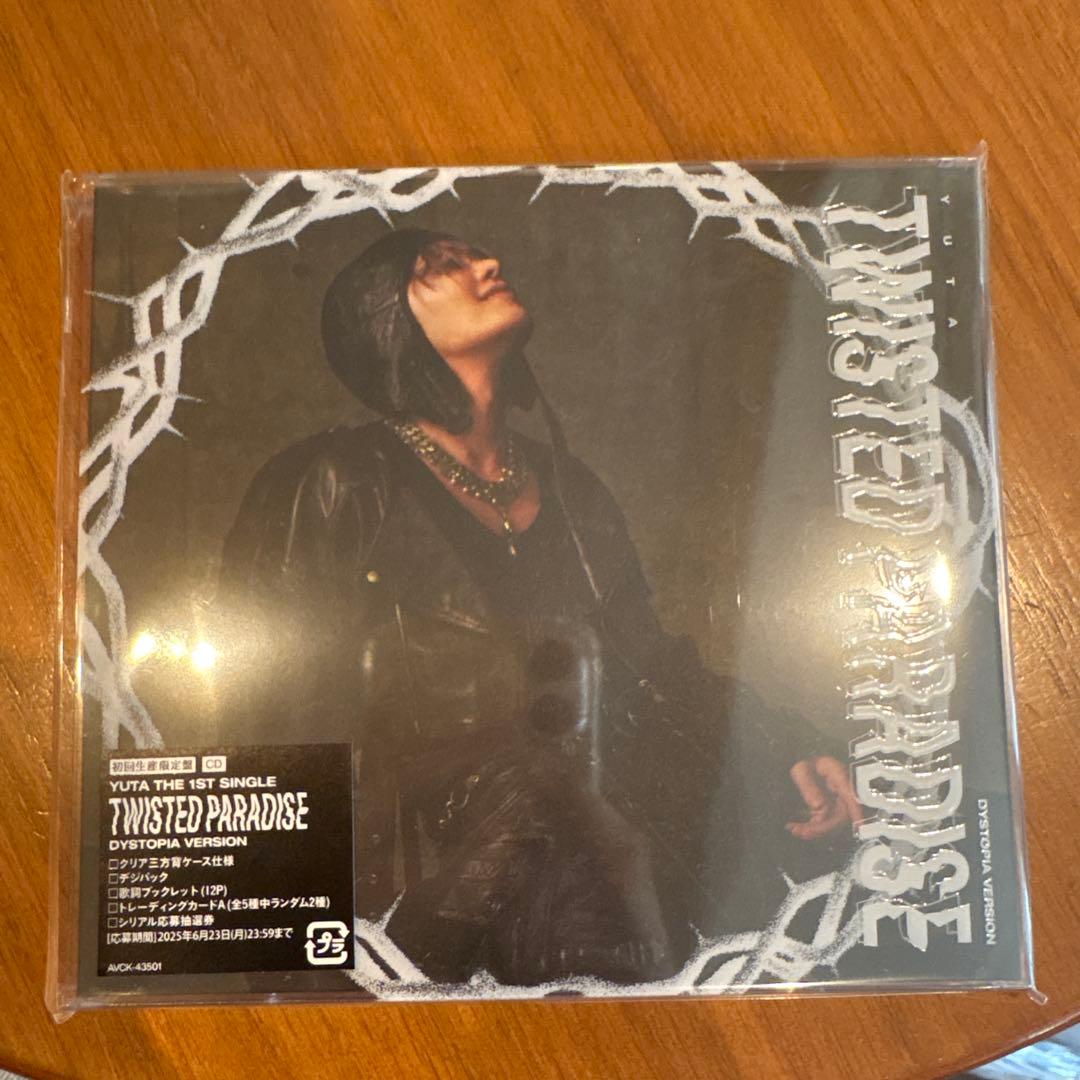 YUTA
TWISTED PARADISE
DYSTOPIA VERSION
初回生産限定盤 CD
YUTA THE 1ST SINGLE
TWISTED PARADISE
DYSTOPIA VERSION
□クリア三方背ケース仕様
□デジパック
□歌詞ブックレット(12P)
□トレーディングカードA(全5種中ランダム2種)
□シリアル応募抽選券
[応募期間]2025年6月23日(月)23:59まで
プラ
AVCK-43501